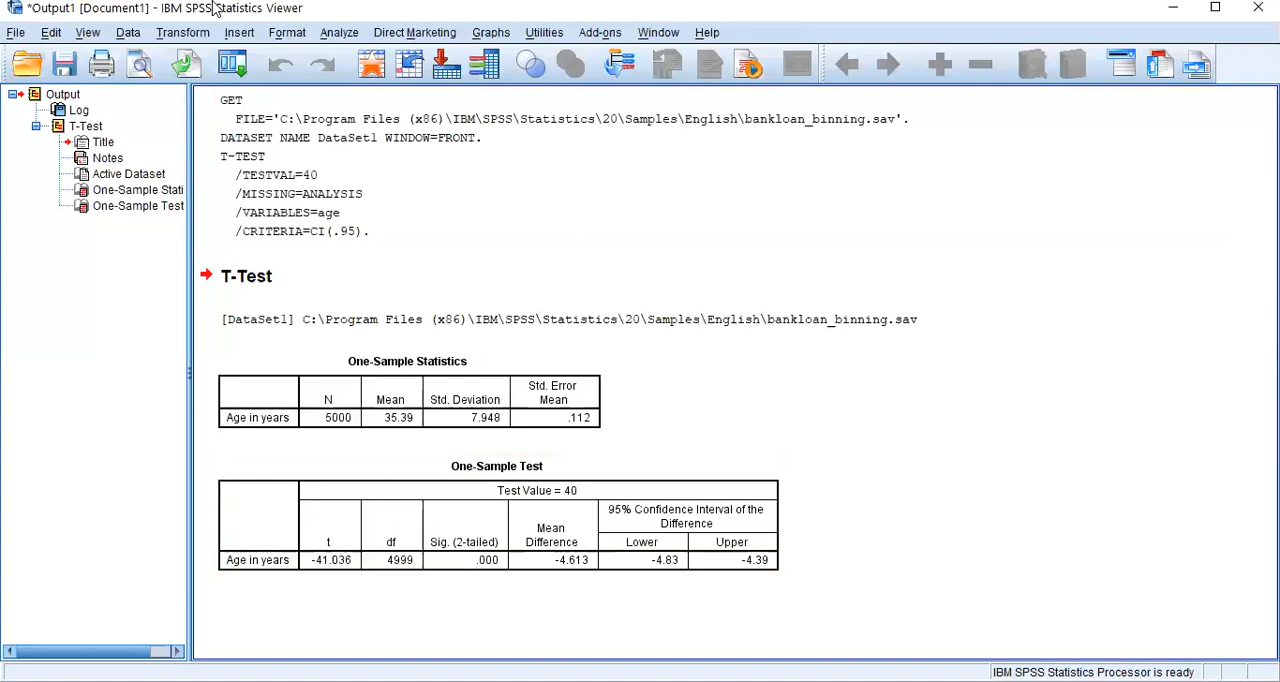 *Output1 [Document1] - IBM SPSS Statistics Viewer
File Edit View Data Transform Insert Format Analyze Direct Marketing Graphs Utilities Add-ons Window Help
Output
Log
T-Test
Title
Notes
Active Dataset
One-Sample Stati
One-Sample Test
GET
FILE='C:\Program Files (x86)\IBM\SPSS\Statistics\20\Samples\English\bankloan_binning.sav'.
DATASET NAME DataSet1 WINDOW=FRONT.
T-TEST
/TESTVAL=40
/MISSING=ANALYSIS
/VARIABLES=age
/CRITERIA=CI(.95).
T-Test
[DataSet1] C:\Program Files (x86)\IBM\SPSS\Statistics\20\Samples\English\bankloan_binning.sav
One-Sample Statistics
N Mean Std. Deviation Std. Error Mean
Age in years 5000 35.39 7.948 .112
One-Sample Test
Test Value = 40
t df Sig. (2-tailed) Mean Difference 95% Confidence Interval of the Difference
Lower Upper
Age in years -41.036 4999 .000 -4.613 -4.83 -4.39
IBM SPSS Statistics Processor is ready